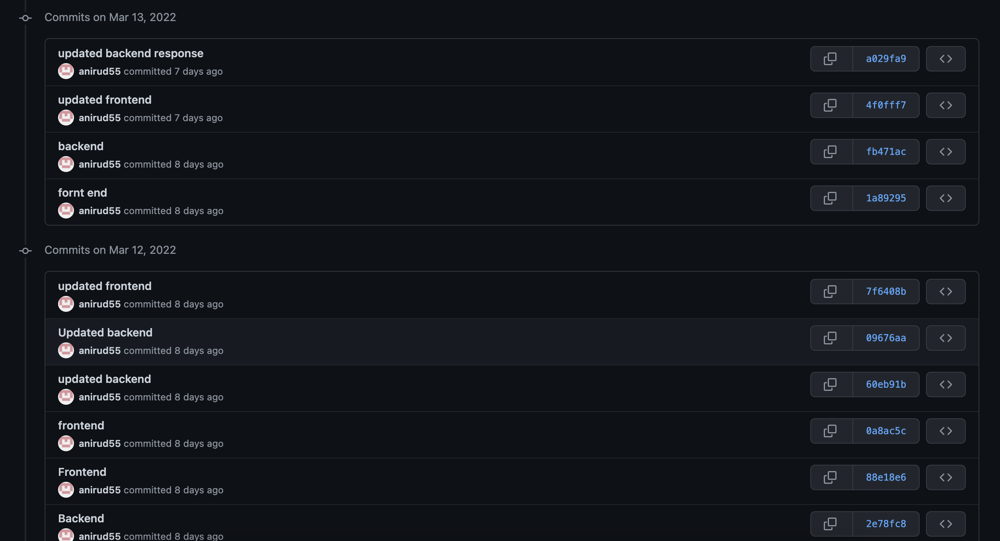 Commits on Mar 13, 2022
updated backend response
anirud55 committed 7 days ago
a029fa9
updated frontend
anirud55 committed 7 days ago
4f0fff7
backend
anirud55 committed 8 days ago
fb471ac
fornt end
anirud55 committed 8 days ago
1a89295
Commits on Mar 12, 2022
updated frontend
anirud55 committed 8 days ago
7f6408b
Updated backend
anirud55 committed 8 days ago
09676aa
updated backend
anirud55 committed 8 days ago
60eb91b
frontend
anirud55 committed 8 days ago
0a8ac5c
Frontend
anirud55 committed 8 days ago
88e18e6
Backend
anirud55 committed 8 days ago
2e78fc8